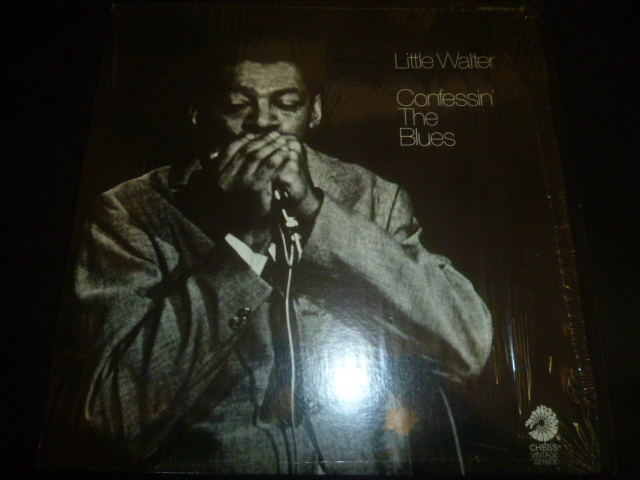 Little Walter
Confessin'
The
Blues
CHESS
VINTAGE
SERIES